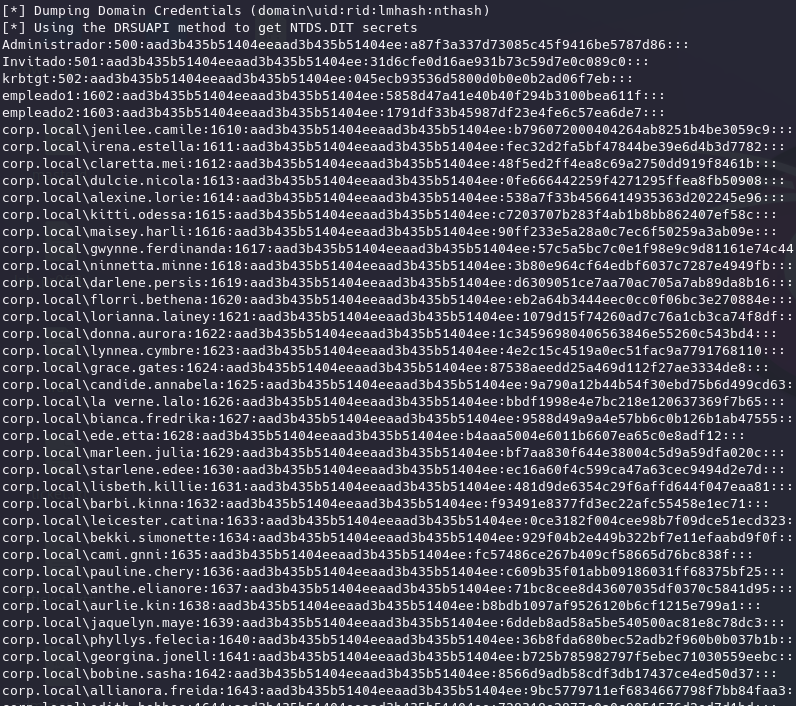 [*] Dumping Domain Credentials (domain\uid:rid:lmhash:nthash)
[*] Using the DRSUAPI method to get NTDS.DIT secrets
Administrador:500:aad3b435b51404eeaad3b435b51404ee:a87f3a337d73085c45f9416be5787d86:::
Invitado:501:aad3b435b51404eeaad3b435b51404ee:31d6cfe0d16ae931b73c59d7e0c089c0:::
krbtgt:502:aad3b435b51404eeaad3b435b51404ee:045ecb93536d5800d0b0e0b2ad06f7eb:::
empleado1:1602:aad3b435b51404eeaad3b435b51404ee:5858d47a41e40b40f294b3100bea611f:::
empleado2:1603:aad3b435b51404eeaad3b435b51404ee:1791df33b45987df23e4fe6c57ea6de7:::
corp.local\jenilee.camile:1610:aad3b435b51404eeaad3b435b51404ee:b796072000404264ab8251b4be3059c9:::
corp.local\irena.estella:1611:aad3b435b51404eeaad3b435b51404ee:fec32d2fa5bf47844be39e6d4b3d7782:::
corp.local\claretta.mei:1612:aad3b435b51404eeaad3b435b51404ee:48f5ed2ff4ea8c69a2750dd919f8461b:::
corp.local\dulcie.nicola:1613:aad3b435b51404eeaad3b435b51404ee:0fe666442259f4271295ffea8fb50908:::
corp.local\alexine.lorie:1614:aad3b435b51404eeaad3b435b51404ee:538a7f33b4566414935363d202245e96:::
corp.local\kitti.odessa:1615:aad3b435b51404eeaad3b435b51404ee:c7203707b283f4ab1b8bb862407ef58c:::
corp.local\maisey.harli:1616:aad3b435b51404eeaad3b435b51404ee:90ff233e5a28a0c7ec6f50259a3ab09e:::
corp.local\gwynne.ferdinanda:1617:aad3b435b51404eeaad3b435b51404ee:57c5a5bc7c0e1f98e9c9d81161e74c44
corp.local\ninnetta.minne:1618:aad3b435b51404eeaad3b435b51404ee:3b80e964cf64edbf6037c7287e4949fb:::
corp.local\darlene.persis:1619:aad3b435b51404eeaad3b435b51404ee:d6309051ce7aa70ac705a7ab89da8b16:::
corp.local\florri.bethena:1620:aad3b435b51404eeaad3b435b51404ee:eb2a64b3444eec0cc0f06bc3e270884e:::
corp.local\lorianna.lainey:1621:aad3b435b51404eeaad3b435b51404ee:1079d15f74260ad7c76a1cb3ca74f8df::
corp.local\donna.aurora:1622:aad3b435b51404eeaad3b435b51404ee:1c34596980406563846e55260c543bd4:::
corp.local\lynnea.cymbre:1623:aad3b435b51404eeaad3b435b51404ee:4e2c15c4519a0ec51fac9a7791768110:::
corp.local\grace.gates:1624:aad3b435b51404eeaad3b435b51404ee:87538aeedd25a469d112f27ae3334de8:::
corp.local\candide.annabela:1625:aad3b435b51404eeaad3b435b51404ee:9a790a12b44b54f30ebd75b6d499cd63:
corp.local\la verne.lalo:1626:aad3b435b51404eeaad3b435b51404ee:bbdf1998e4e7bc218e120637369f7b65:::
corp.local\bianca.fredrika:1627:aad3b435b51404eeaad3b435b51404ee:9588d49a9a4e57bb6c0b126b1ab47555::
corp.local\ede.etta:1628:aad3b435b51404eeaad3b435b51404ee:b4aaa5004e6011b6607ea65c0e8adf12:::
corp.local\marleen.julia:1629:aad3b435b51404eeaad3b435b51404ee:bf7aa830f644e38004c5d9a59dfa020c:::
corp.local\starlene.edee:1630:aad3b435b51404eeaad3b435b51404ee:ec16a60f4c599ca47a63cec9494d2e7d:::
corp.local\lisbeth.killie:1631:aad3b435b51404eeaad3b435b51404ee:481d9de6354c29f6affd644f047eaa81:::
corp.local\barbi.kinna:1632:aad3b435b51404eeaad3b435b51404ee:f93491e8377fd3ec22afc55458e1ec71:::
corp.local\leicester.catina:1633:aad3b435b51404eeaad3b435b51404ee:0ce3182f004cee98b7f09dce51ecd323:
corp.local\bekki.simonette:1634:aad3b435b51404eeaad3b435b51404ee:929f04b2e449b322bf7e11efaabd9f0f::
corp.local\cami.gnni:1635:aad3b435b51404eeaad3b435b51404ee:fc57486ce267b409cf58665d76bc838f:::
corp.local\pauline.chery:1636:aad3b435b51404eeaad3b435b51404ee:c609b35f01abb09186031ff68375bf25:::
corp.local\anthe.elianore:1637:aad3b435b51404eeaad3b435b51404ee:71bc8cee8d43607035df0370c5841d95:::
corp.local\aurlie.kin:1638:aad3b435b51404eeaad3b435b51404ee:b8bdb1097af9526120b6cf1215e799a1:::
corp.local\jaquelyn.maye:1639:aad3b435b51404eeaad3b435b51404ee:6ddeb8ad58a5be540500ac81e8c78dc3:::
corp.local\phyllys.felecia:1640:aad3b435b51404eeaad3b435b51404ee:36b8fda680bec52adb2f960b0b037b1b::
corp.local\georgina.jonell:1641:aad3b435b51404eeaad3b435b51404ee:b725b785982797f5ebec71030559eebc::
corp.local\bobine.sasha:1642:aad3b435b51404eeaad3b435b51404ee:8566d9adb58cdf3db17437ce4ed50d37:::
corp.local\allianora.freida:1643:aad3b435b51404eeaad3b435b51404ee:9bc5779711ef6834667798f7bb84faa3: